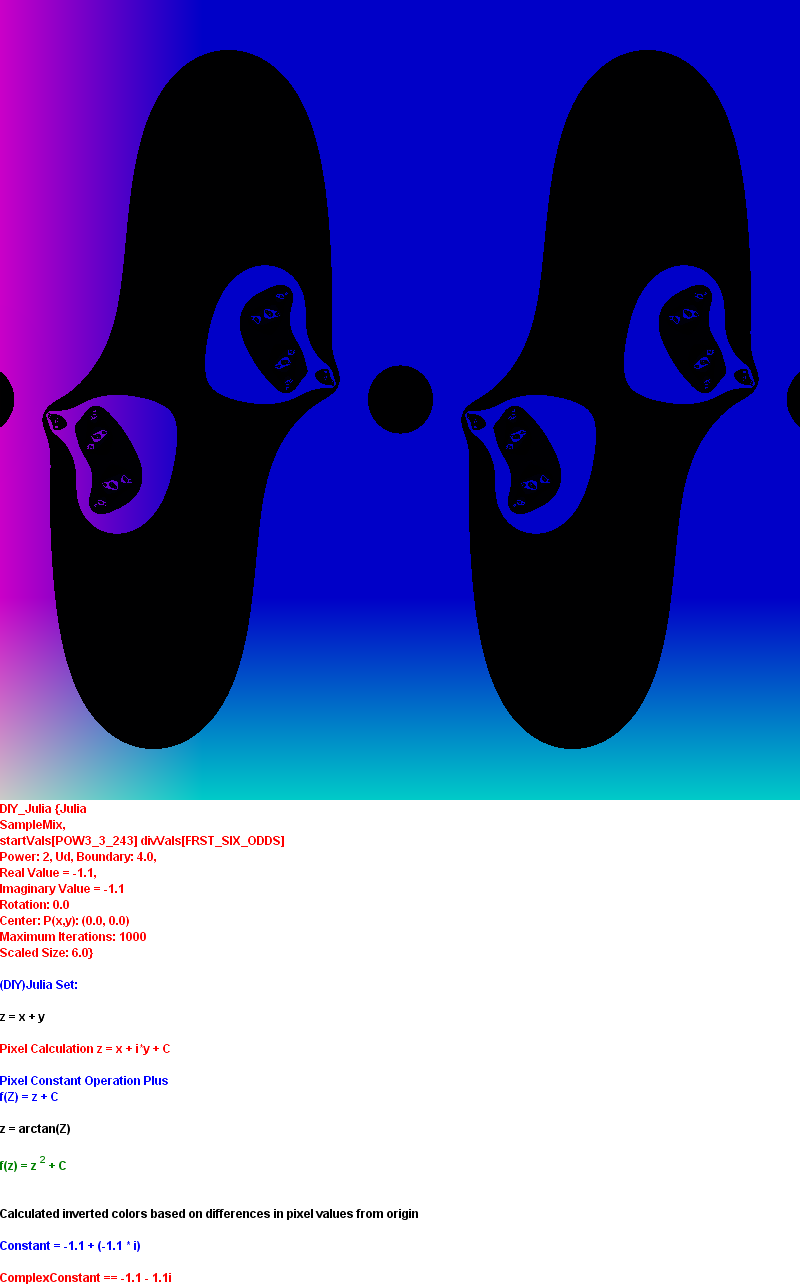 DIY_Julia {Julia
SampleMix,
startVals[POW3_3_243] divVals[FRST_SIX_ODDS]
Power: 2, Ud, Boundary: 4.0,
Real Value = -1.1,
Imaginary Value = -1.1
Rotation: 0.0
Center: P(x,y): (0.0, 0.0)
Maximum Iterations: 1000
Scaled Size: 6.0}
(DIY)Julia Set:
z = x + y
Pixel Calculation z = x + i*y + C
Pixel Constant Operation Plus
f(Z) = z + C
z = arctan(Z)
f(z) = z 2 + C
Calculated inverted colors based on differences in pixel values from origin
Constant = -1.1 + (-1.1 * i)
ComplexConstant == -1.1 - 1.1i